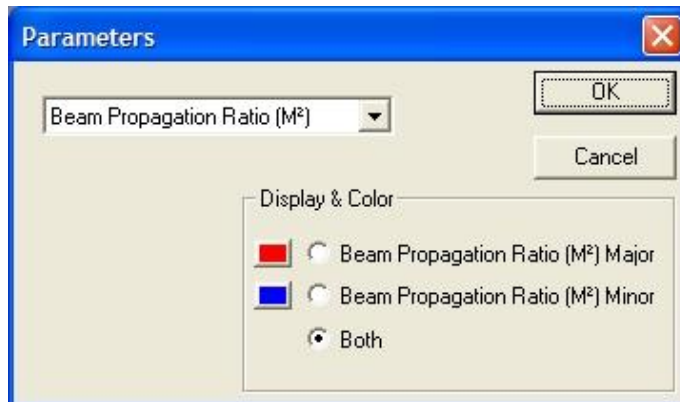 Parameters
Beam Propagation Ratio (M²)
OK
Cancel
Display & Color
Beam Propagation Ratio (M²) Major
Beam Propagation Ratio (M²) Minor
Both